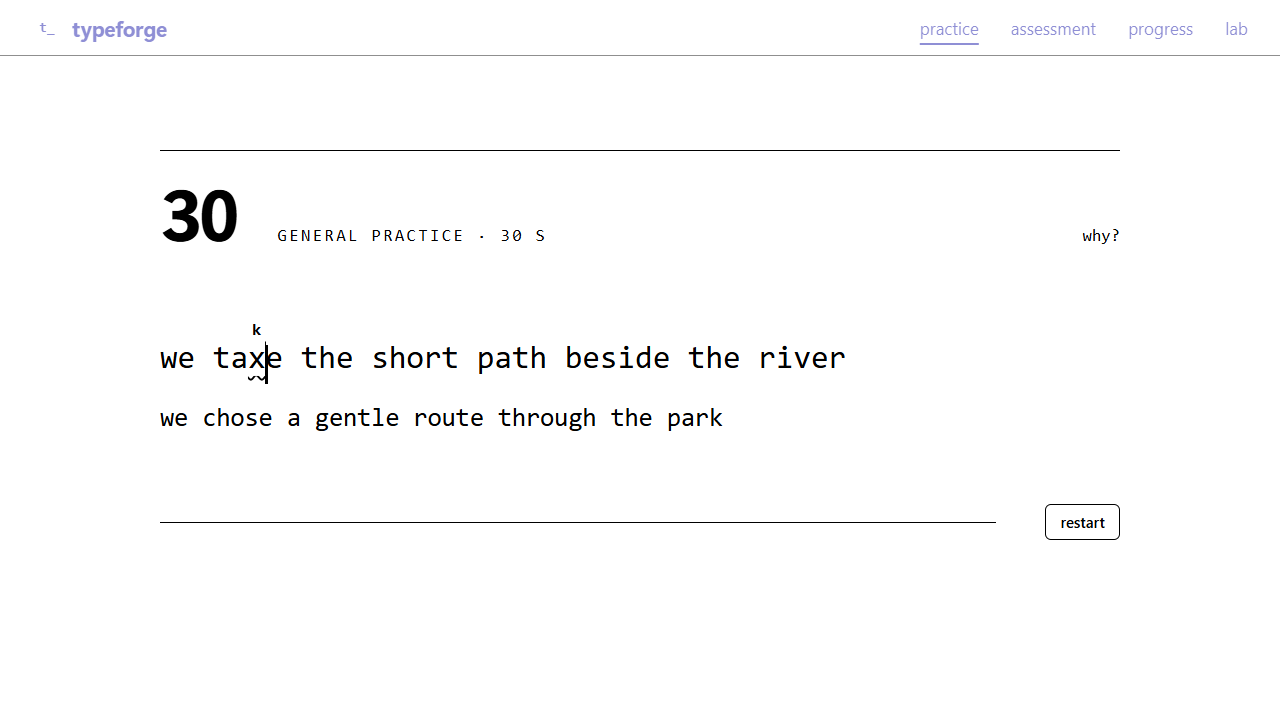 t_ typeforge practice assessment progress lab
30 GENERAL PRACTICE · 30 S why?
k
we taxe the short path beside the river
we chose a gentle route through the park
restart